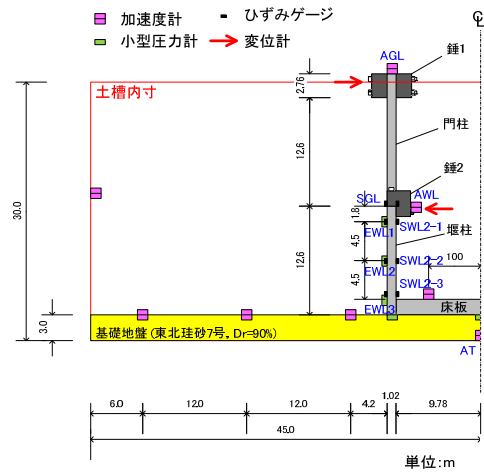 加速度計
ひずみゲージ
小型圧力計
変位計
℄
AGL
錘1
土槽内寸
2.76
門柱
12.6
30.0
錘2
SGL
AWL
1.8
EWL1
SWL2-1
堰柱
4.5
12.6
EWL2
SWL2-2
100
4.5
SWL2-3
EWL3
床板
3.0
基礎地盤(東北珪砂7号, Dr=90%)
AT
6.0
12.0
12.0
4.2
1.02
9.78
45.0
単位:m